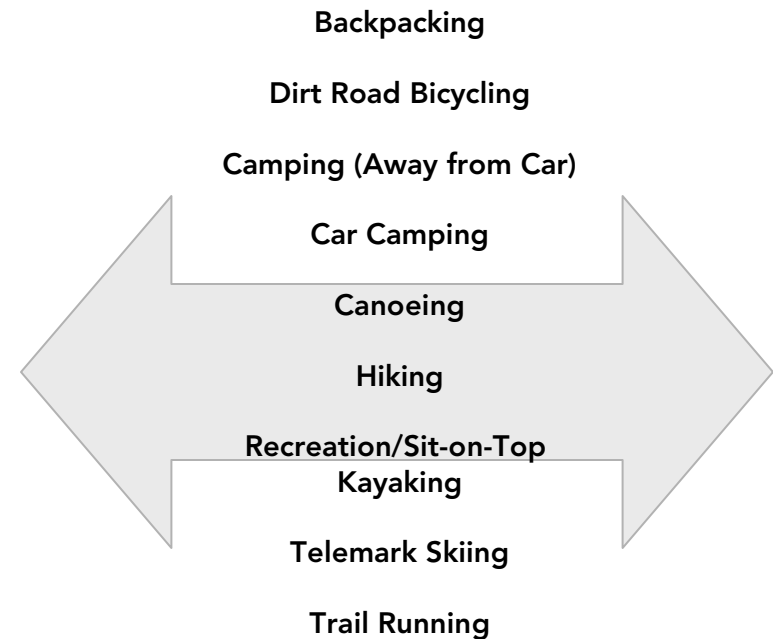 Backpacking
Dirt Road Bicycling
Camping (Away from Car)
Car Camping
Canoeing
Hiking
Recreation/Sit-on-Top
Kayaking
Telemark Skiing
Trail Running